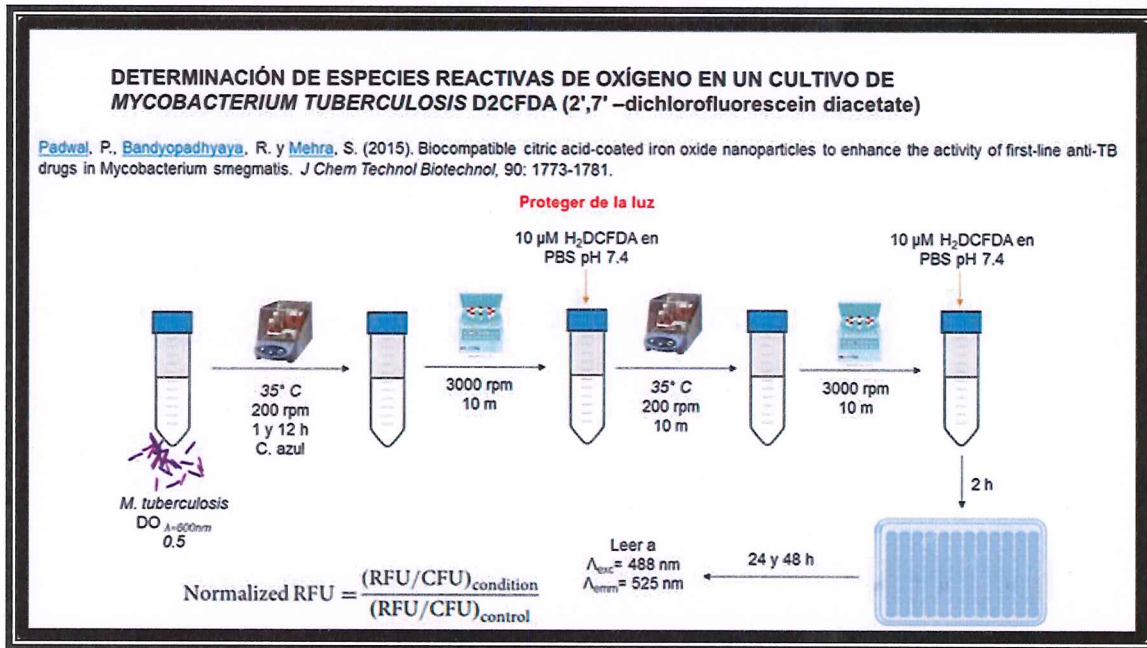 DETERMINACIÓN DE ESPECIES REACTIVAS DE OXÍGENO EN UN CULTIVO DE
MYCOBACTERIUM TUBERCULOSIS D2CFDA (2',7' –dichlorofluorescein diacetate)
Padwal, P., Bandyopadhyaya, R. y Mehra, S. (2015). Biocompatible citric acid-coated iron oxide nanoparticles to enhance the activity of first-line anti-TB
drugs in Mycobacterium smegmatis. J Chem Technol Biotechnol, 90: 1773-1781.
Proteger de la luz
10 µM H₂DCFDA en
PBS pH 7.4
10 µM H₂DCFDA en
PBS pH 7.4
35° C
200 rpm
1 y 12 h
C. azul
3000 rpm
10 m
35° C
200 rpm
10 m
3000 rpm
10 m
M. tuberculosis
DO λ=600nm
0.5
2 h
24 y 48 h
Leer a
Λexc= 488 nm
Λemm= 525 nm
Normalized RFU = (RFU/CFU)condition
(RFU/CFU)control